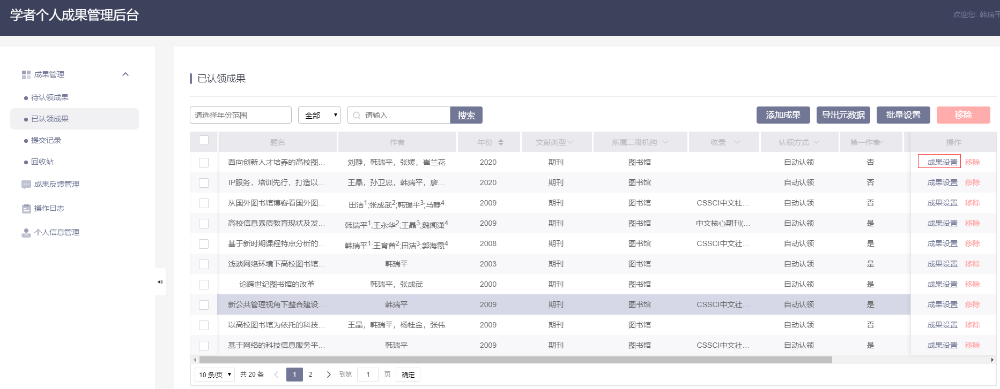 学者个人成果管理后台
欢迎您: 韩瑞平
成果管理
待认领成果
已认领成果
提交记录
回收站
成果反馈管理
操作日志
个人信息管理
已认领成果
请选择年份范围 全部 请输入 搜索 添加成果 导出元数据 批量设置 移除
题名 作者 年份 文献类型 所属二级机构 收录 认领方式 第一作者 操作
面向创新人才培养的高校图... 刘静，韩瑞平，张媛，崔兰花 2020 期刊 图书馆 自动认领 否 成果设置 移除
IP服务，培训先行，打造以... 王晶，孙卫忠，韩瑞平，廖... 2020 期刊 图书馆 自动认领 否 成果设置 移除
从国外图书馆博客看国外图... 田洁1;张成武2;韩瑞平3;马静4 2009 期刊 图书馆 CSSCI中文社... 自动认领 否 成果设置 移除
高校信息素质教育现状及发... 韩瑞平1;王永华2;王晶3;魏闻潇4 2009 期刊 图书馆 中文核心期刊(... 自动认领 是 成果设置 移除
基于新时期课程特点分析的... 韩瑞平1;王育茜2;田洁3;郭海霞4 2008 期刊 图书馆 CSSCI中文社... 自动认领 是 成果设置 移除
浅谈网络环境下高校图书馆... 韩瑞平 2003 期刊 图书馆 自动认领 是 成果设置 移除
论跨世纪图书馆的改革 韩瑞平，张成武 2000 期刊 图书馆 自动认领 是 成果设置 移除
新公共管理视角下整合建设... 韩瑞平 2009 期刊 图书馆 CSSCI中文社... 自动认领 是 成果设置 移除
以高校图书馆为依托的科技... 王晶，韩瑞平，杨桂金，张伟 2009 期刊 图书馆 自动认领 否 成果设置 移除
基于网络的科技信息服务平... 韩瑞平 2009 期刊 图书馆 CSSCI中文社... 自动认领 是 成果设置 移除
10 条/页 共 20 条 1 2 到第 1 页 确定